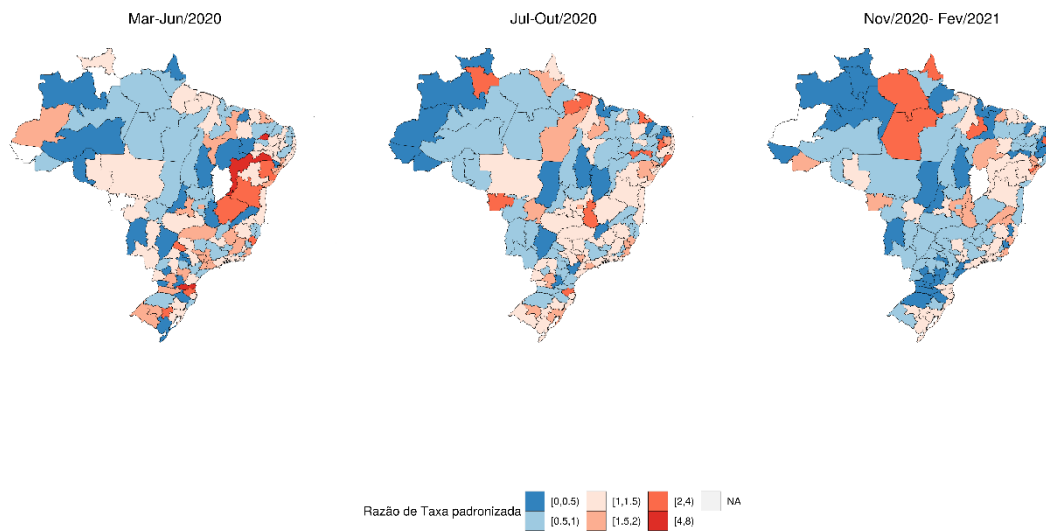 Mar-Jun/2020
Jul-Out/2020
Nov/2020- Fev/2021
Razão de Taxa padronizada
[0,0.5)
[1,1.5)
[2,4)
NA
[0.5,1)
[1.5,2)
[4,8)